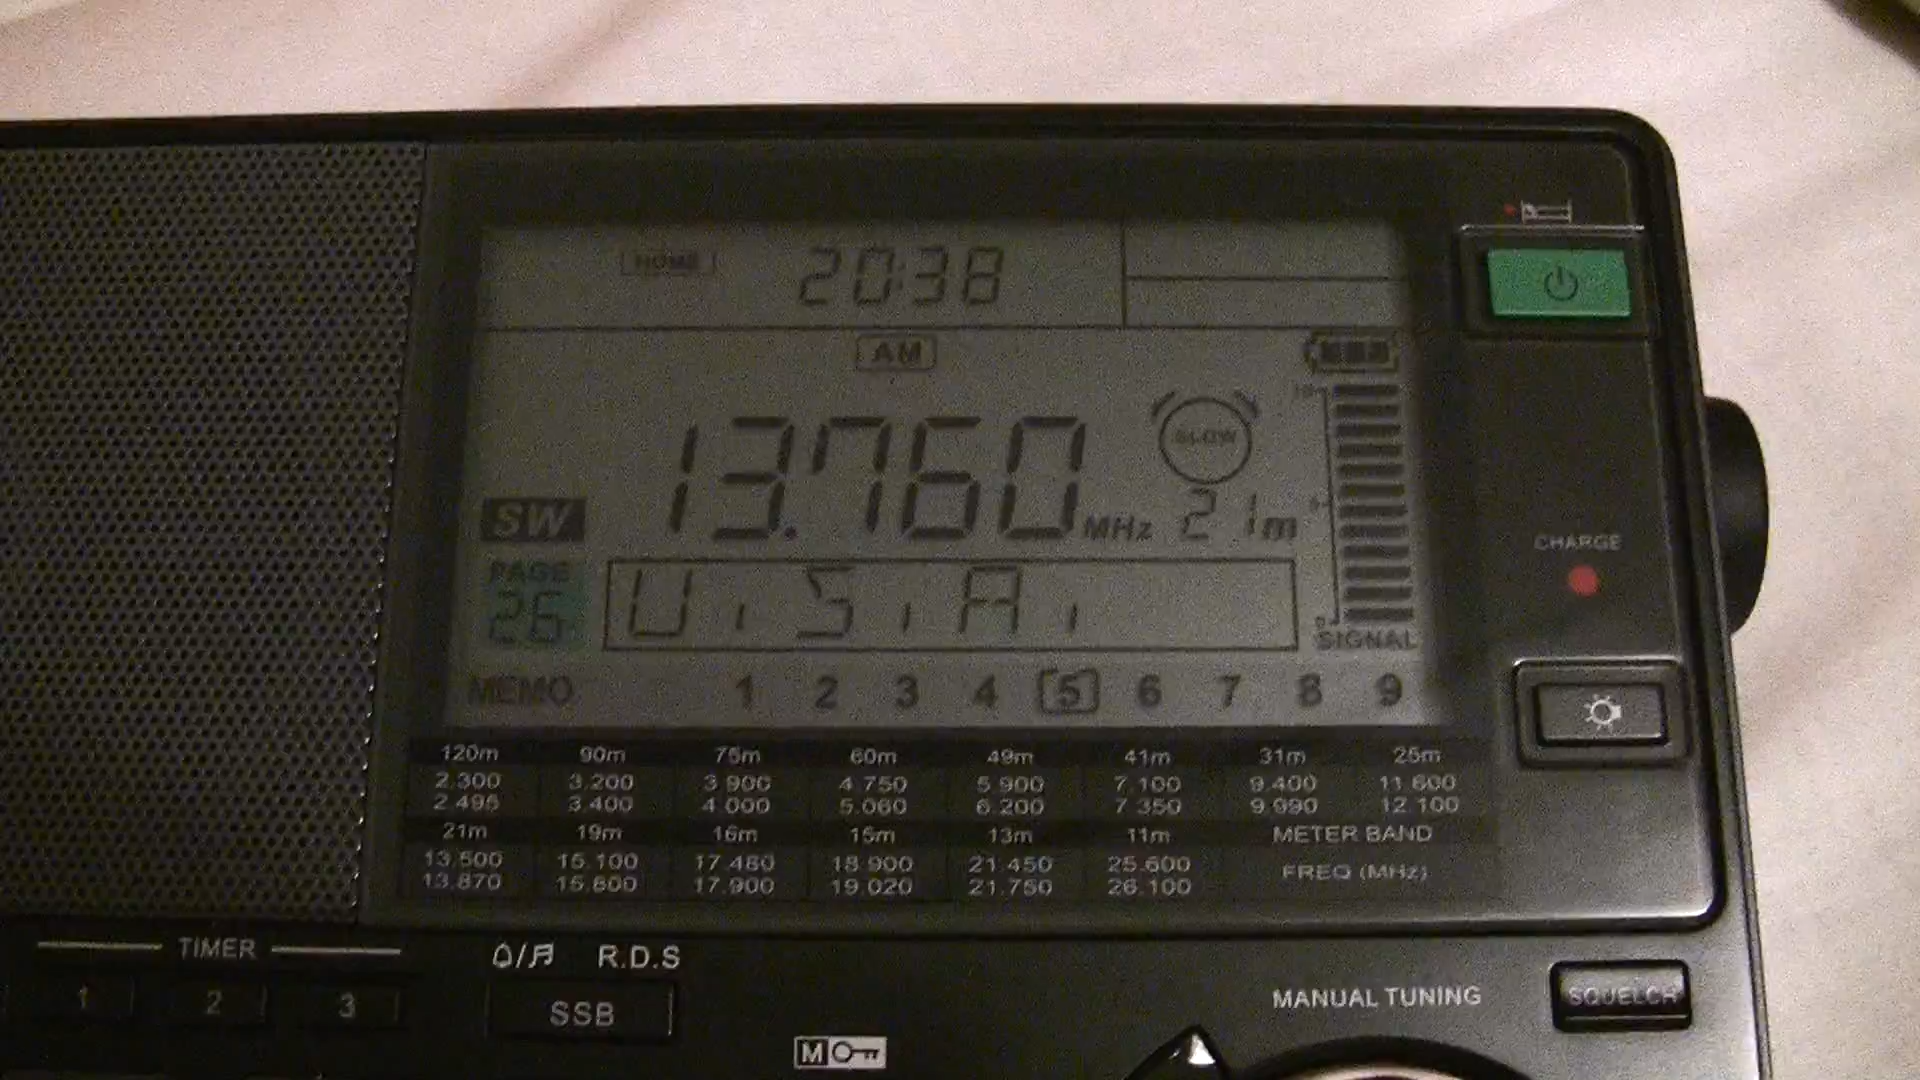 HOME 20:38
AM
13.760 MHz SLOW 21m
SW
PAGE
26 U.S.A.
SIGNAL
MEMO 1 2 3 4 5 6 7 8 9
120m 90m 75m 60m 49m 41m 31m 25m
2.300 3.200 3.900 4.750 5.900 7.100 9.400 11.600
2.495 3.400 4.000 5.060 6.200 7.350 9.990 12.100
21m 19m 16m 15m 13m 11m METER BAND
13.500 15.100 17.480 18.900 21.450 25.600 FREQ (MHz)
13.870 15.800 17.900 19.020 21.750 26.100
CHARGE
TIMER
1 2 3
R.D.S
SSB
M
MANUAL TUNING
SQUELCH